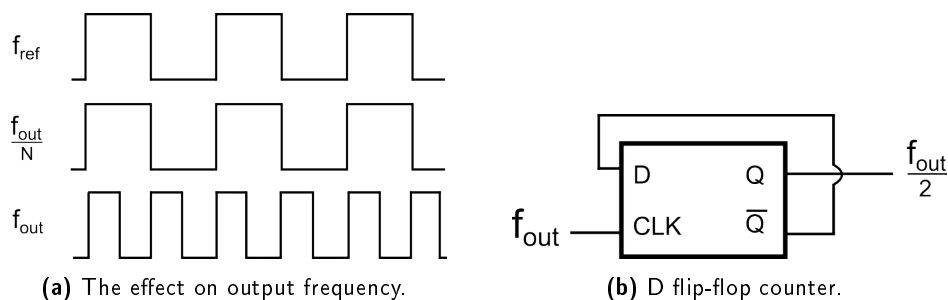 f_ref
f_out
N
f_out
(a) The effect on output frequency.
D Q
CLK Q̅
f_out
f_out
2
(b) D flip-flop counter.